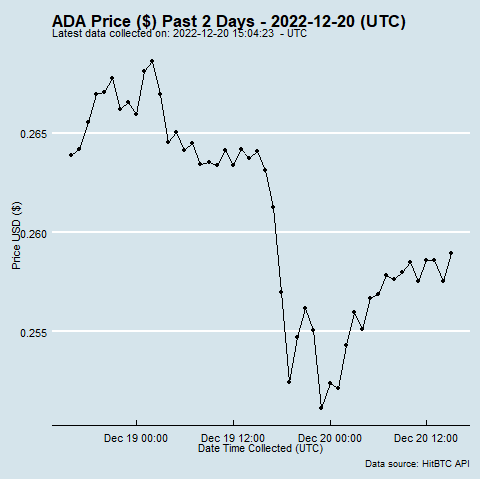 ADA Price ($) Past 2 Days - 2022-12-20 (UTC)
Latest data collected on: 2022-12-20 15:04:23  - UTC
0.265
0.260
0.255
Price USD ($)
Dec 19 00:00
Dec 19 12:00
Dec 20 00:00
Dec 20 12:00
Date Time Collected (UTC)
Data source: HitBTC API